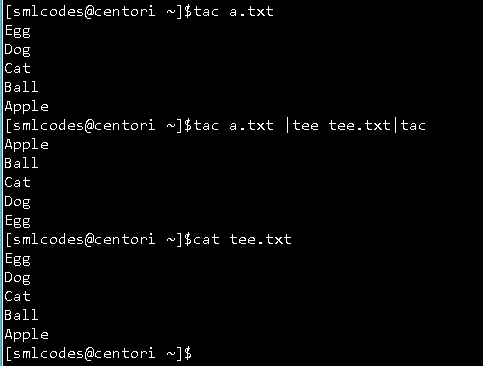 [smlcodes@centori ~]$tac a.txt
Egg
Dog
Cat
Ball
Apple
[smlcodes@centori ~]$tac a.txt |tee tee.txt|tac
Apple
Ball
Cat
Dog
Egg
[smlcodes@centori ~]$cat tee.txt
Egg
Dog
Cat
Ball
Apple
[smlcodes@centori ~]$